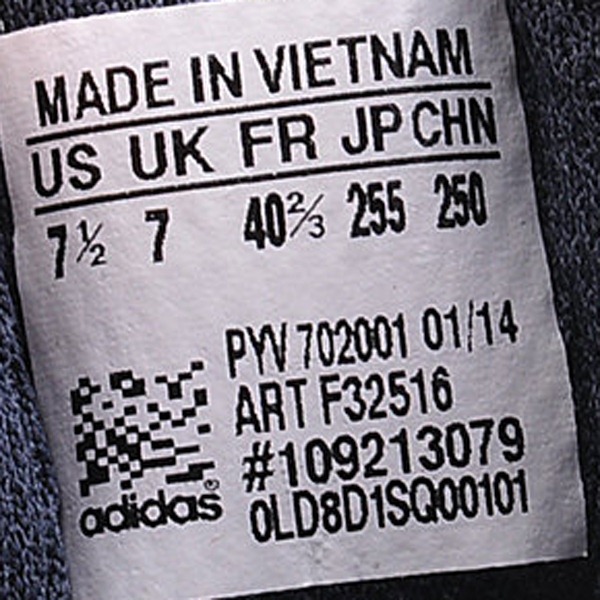 MADE IN VIETNAM
US UK FR JP CHN
7½ 7 40⅔ 255 250
PYV 702001 01/14
ART F32516
#109213079
adidas® 0LD8D1SQ00101